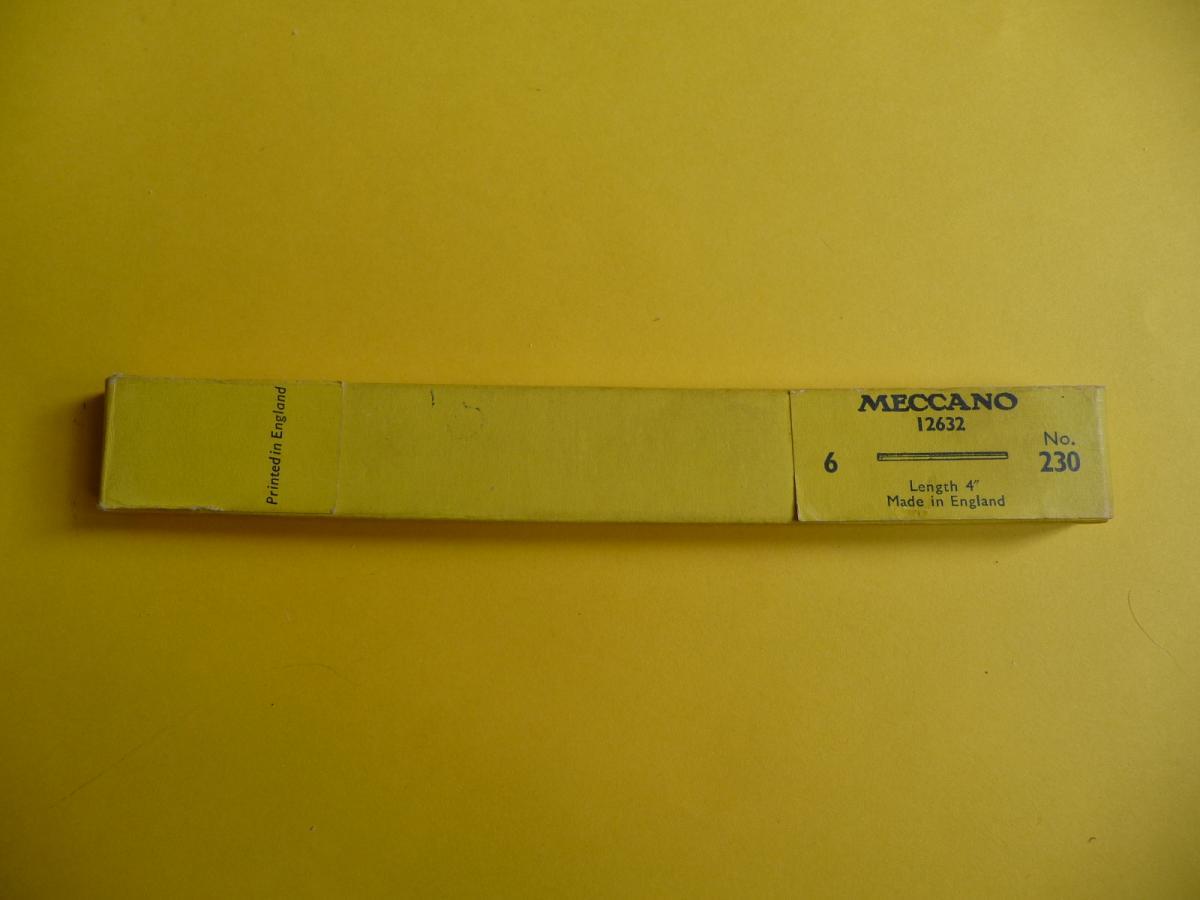 Printed in England
MECCANO
12632
6
No.
230
Length 4"
Made in England